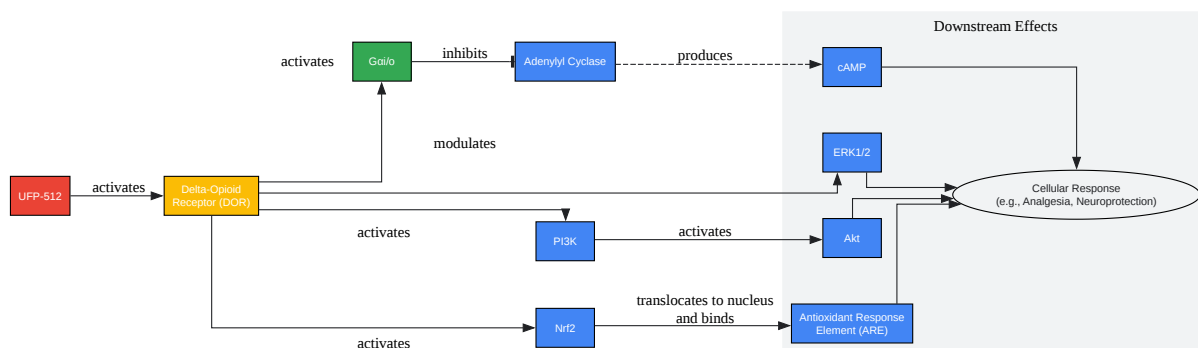 Downstream Effects
activates
Gαi/o
inhibits
Adenylyl Cyclase
produces
cAMP
modulates
ERK1/2
UFP-512
activates
Delta-Opioid
Receptor (DOR)
Cellular Response
(e.g., Analgesia, Neuroprotection)
activates
PI3K
activates
Akt
activates
Nrf2
translocates to nucleus
and binds
Antioxidant Response
Element (ARE)